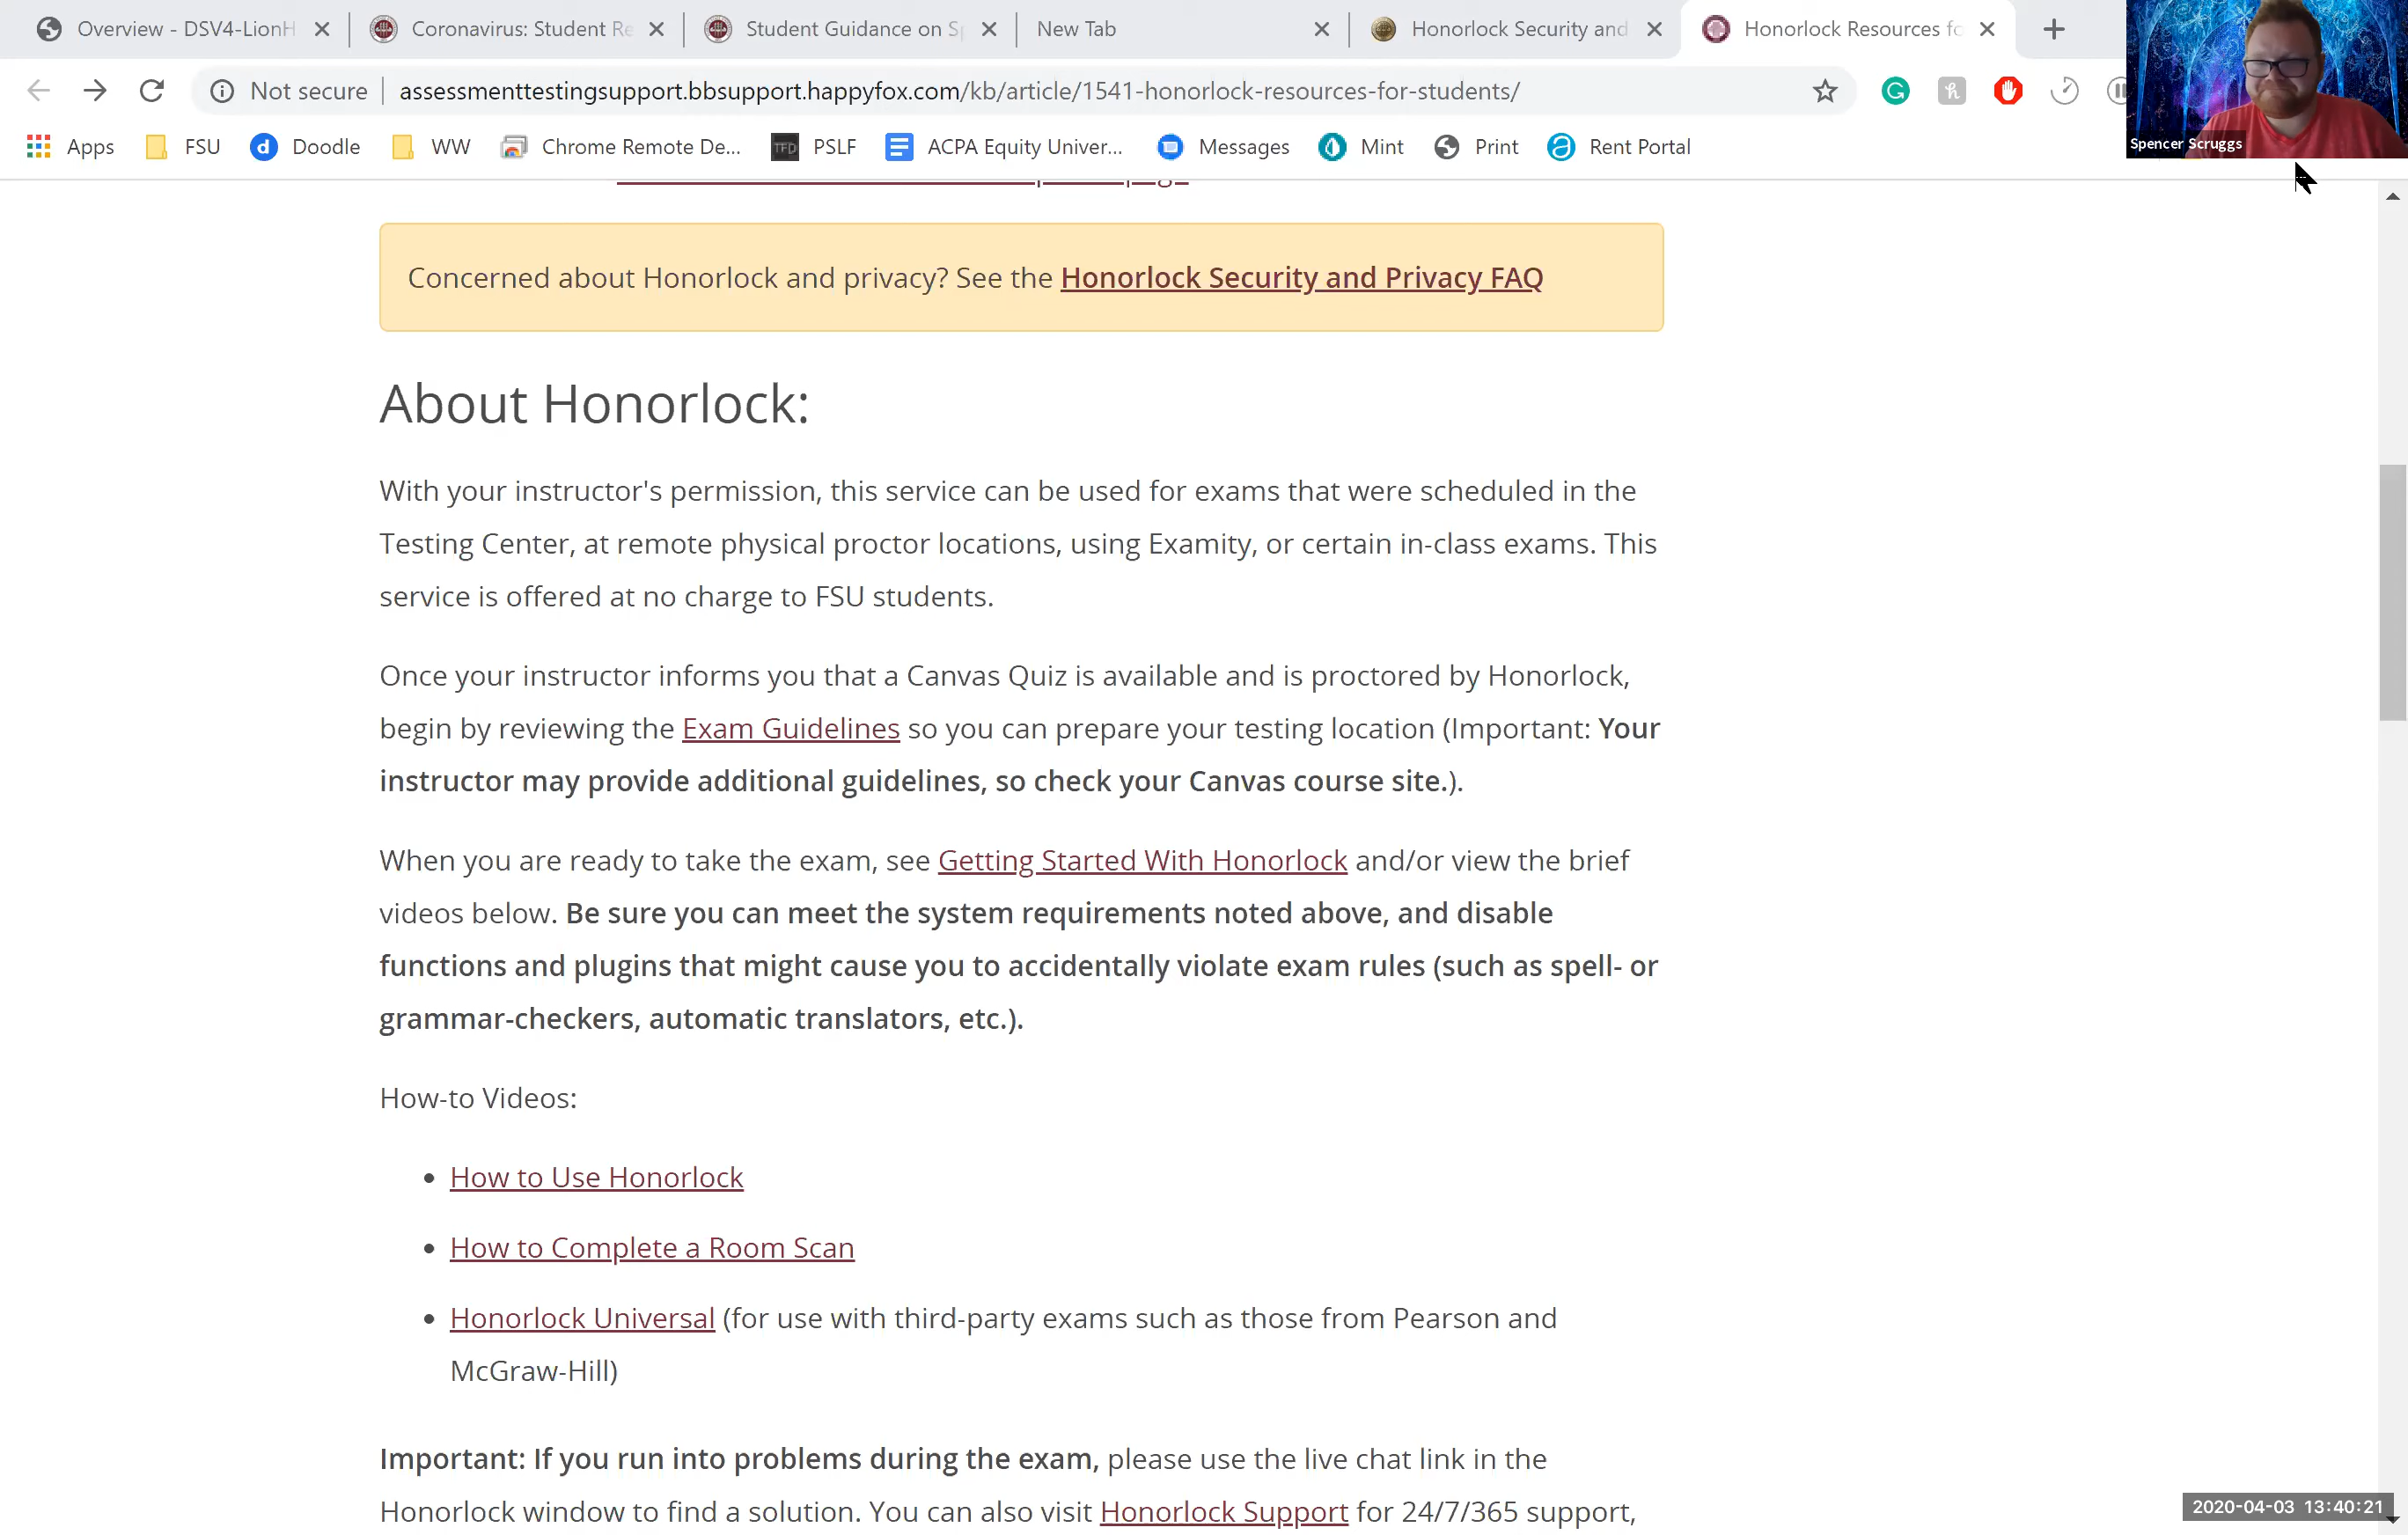 Overview - DSV4-LionH
Coronavirus: Student Re
Student Guidance on Sp
New Tab
Honorlock Security and
Honorlock Resources fo
Not secure
assessmenttestingsupport.bbsupport.happyfox.com/kb/article/1541-honorlock-resources-for-students/
Spencer Scruggs
Apps
FSU
d
Doodle
WW
Chrome Remote De...
TFD
PSLF
ACPA Equity Univer...
Messages
Mint
Print
Rent Portal
Concerned about Honorlock and privacy? See the Honorlock Security and Privacy FAQ
About Honorlock:
With your instructor's permission, this service can be used for exams that were scheduled in the
Testing Center, at remote physical proctor locations, using Examity, or certain in-class exams. This
service is offered at no charge to FSU students.
Once your instructor informs you that a Canvas Quiz is available and is proctored by Honorlock,
begin by reviewing the Exam Guidelines so you can prepare your testing location (Important: Your
instructor may provide additional guidelines, so check your Canvas course site.).
When you are ready to take the exam, see Getting Started With Honorlock and/or view the brief
videos below. Be sure you can meet the system requirements noted above, and disable
functions and plugins that might cause you to accidentally violate exam rules (such as spell- or
grammar-checkers, automatic translators, etc.).
How-to Videos:
• How to Use Honorlock
• How to Complete a Room Scan
• Honorlock Universal (for use with third-party exams such as those from Pearson and
McGraw-Hill)
Important: If you run into problems during the exam, please use the live chat link in the
Honorlock window to find a solution. You can also visit Honorlock Support for 24/7/365 support,
2020-04-03 13:40:21